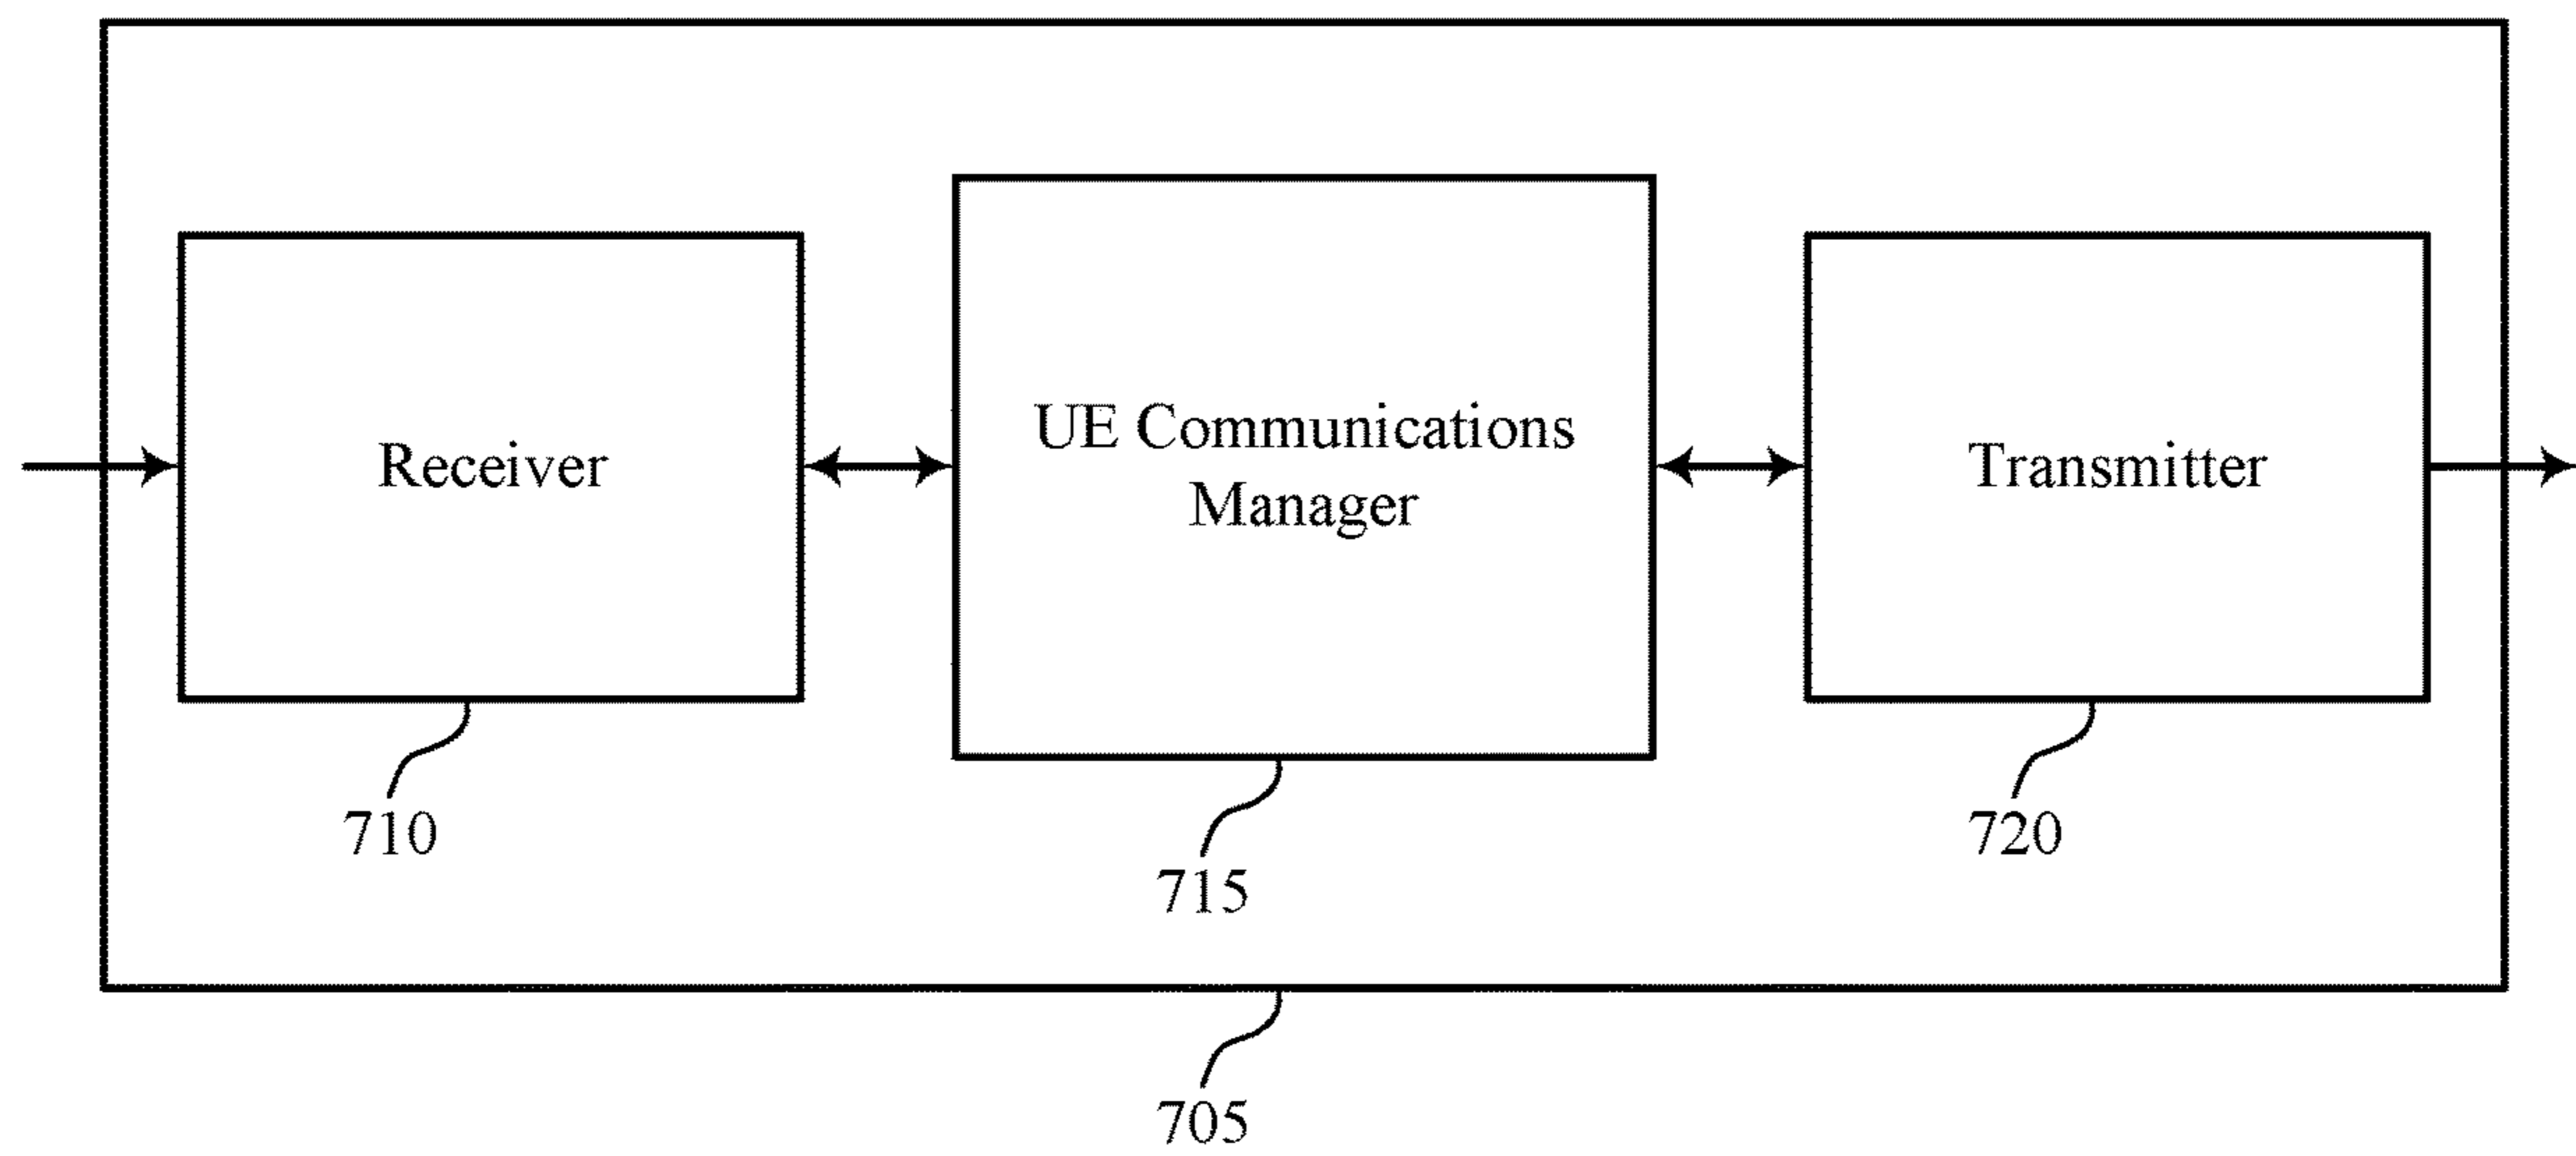 Receiver
UE Communications
Manager
Transmitter
710
715
720
705